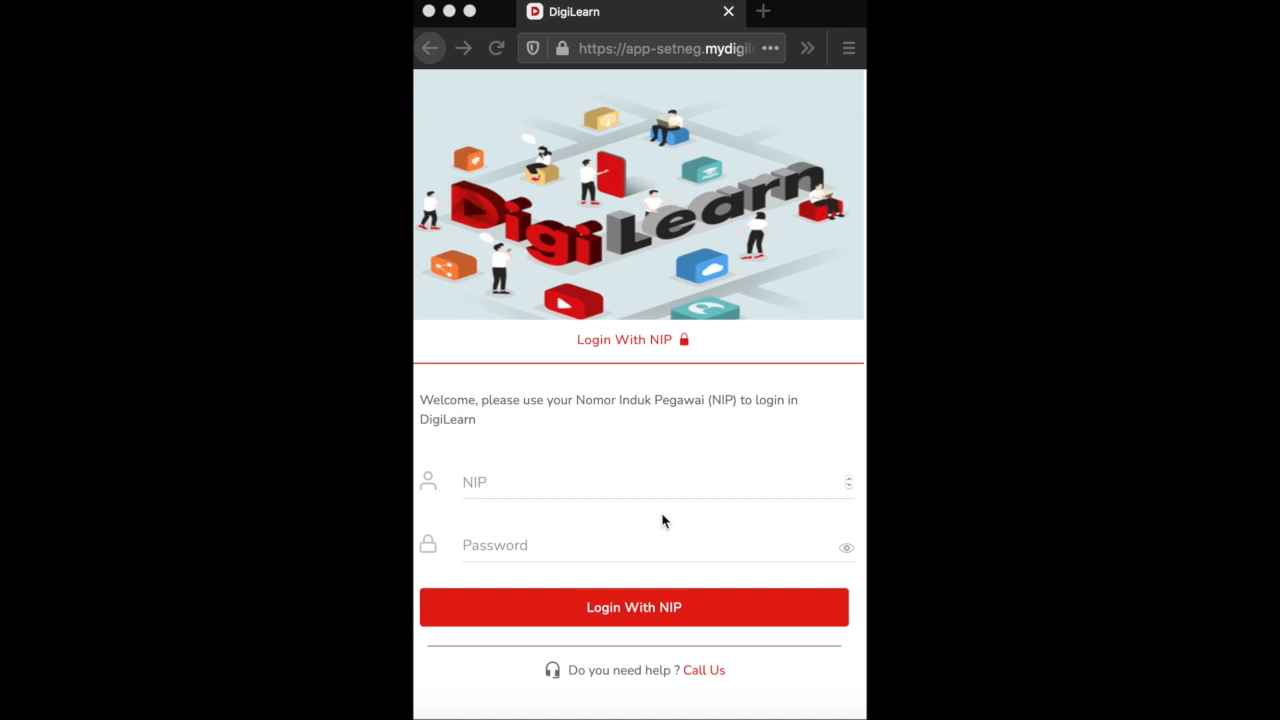 DigiLearn
https://app-setneg.mydigil
DigiLearn
Login With NIP
Welcome, please use your Nomor Induk Pegawai (NIP) to login in
DigiLearn
NIP
Password
Login With NIP
Do you need help ? Call Us